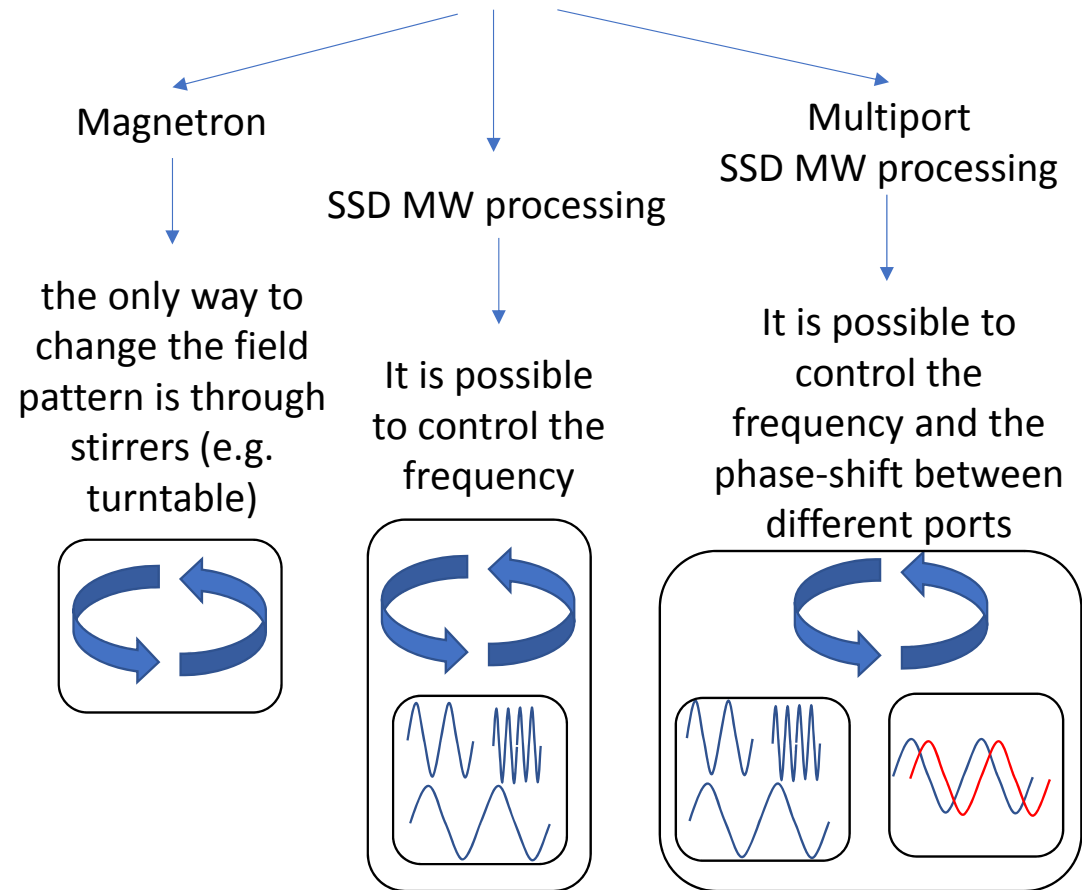 Magnetron
the only way to
change the field
pattern is through
stirrers (e.g.
turntable)
SSD MW processing
It is possible
to control the
frequency
Multiport
SSD MW processing
It is possible to
control the
frequency and the
phase-shift between
different ports